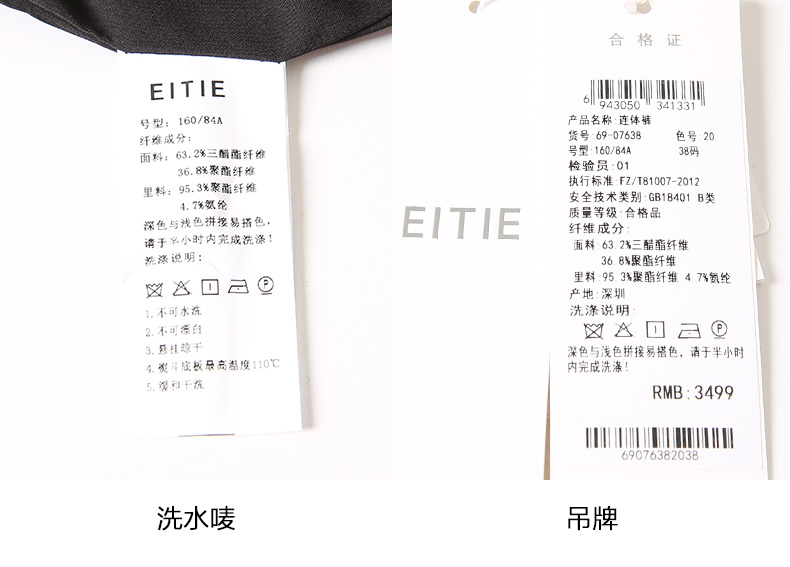 EITIE
号型: 160/84A
纤维成分:
面料: 63.2%三醋酯纤维
36.8%聚酯纤维
里料: 95.3%聚酯纤维
4.7%氨纶
深色与浅色拼接易搭色,
请于半小时内完成洗涤!
洗涤说明:
P
1.不可水洗
2.不可漂白
3.悬挂晾干
4.熨斗底板最高温度110℃
5.缓和干洗
洗水唛
EITIE
合格证
6 943050 341331
产品名称:连体裤
货号:69-07638 色号:20
号型:160/84A 38码
检验员:01
执行标准:FZ/T81007-2012
安全技术类别:GB18401 B类
质量等级:合格品
纤维成分:
面料:63.2%三醋酯纤维
36.8%聚酯纤维
里料:95.3%聚酯纤维 4.7%氨纶
产地:深圳
洗涤说明:
P
深色与浅色拼接易搭色,请于半小时
内完成洗涤!
RMB:3499
69076382038
吊牌